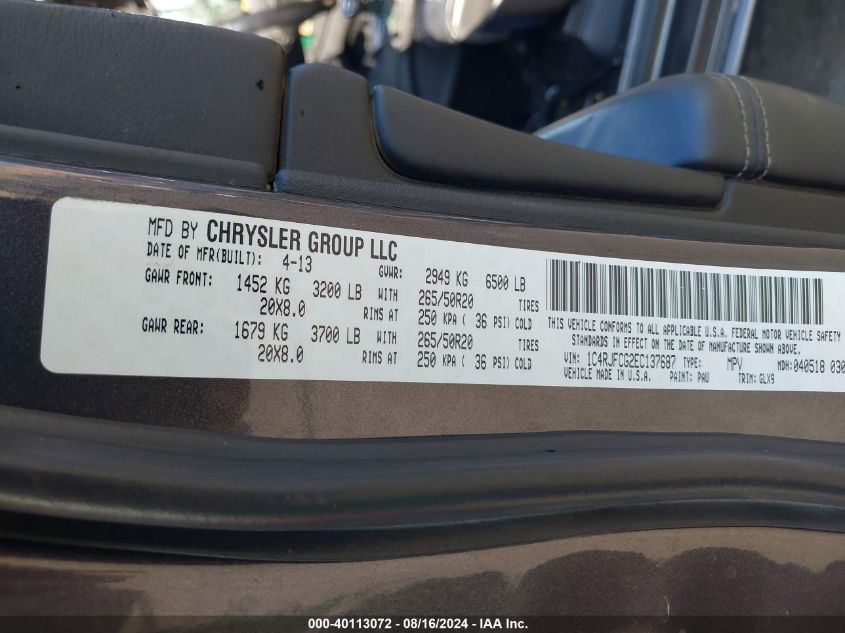 MFD BY CHRYSLER GROUP LLC
DATE OF MFR(BUILT): 4-13 GVWR: 2949 KG 6500 LB
GAWR FRONT: 1452 KG 3200 LB WITH 265/50R20 TIRES
20X8.0 RIMS AT 250 KPA ( 36 PSI) COLD
GAWR REAR: 1679 KG 3700 LB WITH 265/50R20 TIRES
20X8.0 RIMS AT 250 KPA ( 36 PSI) COLD
THIS VEHICLE CONFORMS TO ALL APPLICABLE U.S.A. FEDERAL MOTOR VEHICLE SAFETY
STANDARDS IN EFFECT ON THE DATE OF MANUFACTURE SHOWN ABOVE.
VIN: 1C4RJFCG2EC137687 TYPE: MPV MDH: 040518 030
VEHICLE MADE IN U.S.A. PAINT: PAU TRIM: GLX9
000-40113072 - 08/16/2024 - IAA Inc.